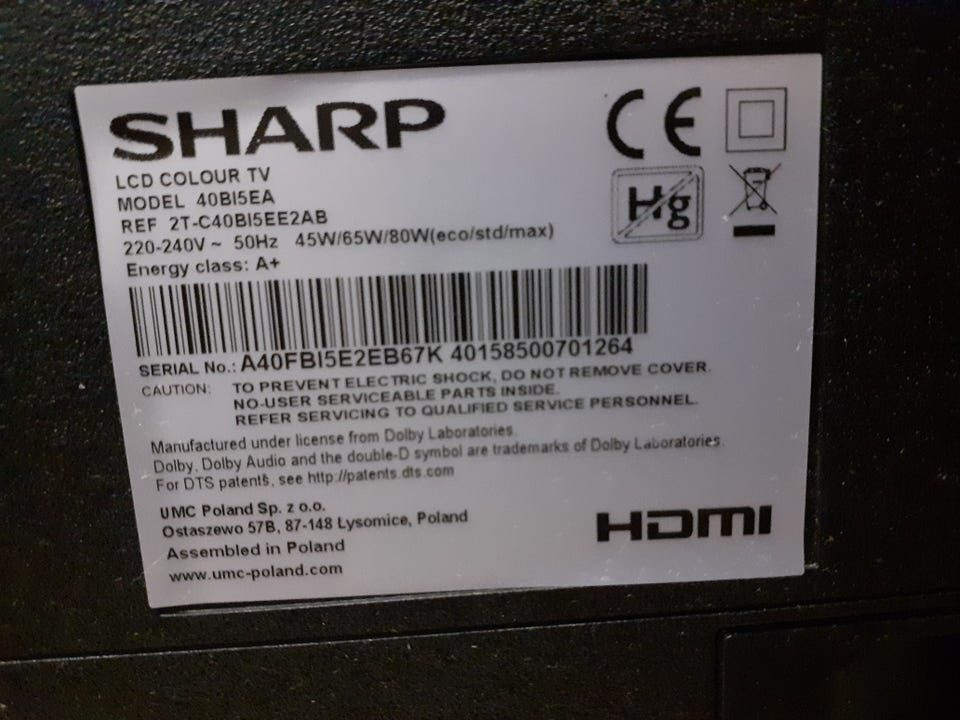 SHARP
CE
LCD COLOUR TV
MODEL 40BI5EA
Hg
REF 2T-C40BI5EE2AB
220-240V ~ 50Hz 45W/65W/80W(eco/std/max)
Energy class: A+
SERIAL No.: A40FBI5E2EB67K 40158500701264
CAUTION: TO PREVENT ELECTRIC SHOCK, DO NOT REMOVE COVER.
NO-USER SERVICEABLE PARTS INSIDE.
REFER SERVICING TO QUALIFIED SERVICE PERSONNEL.
Manufactured under license from Dolby Laboratories.
Dolby, Dolby Audio and the double-D symbol are trademarks of Dolby Laboratories.
For DTS patents, see http://patents.dts.com
UMC Poland Sp. z o.o.
Ostaszewo 57B, 87-148 Łysomice, Poland
Assembled in Poland
www.umc-poland.com
HDMI